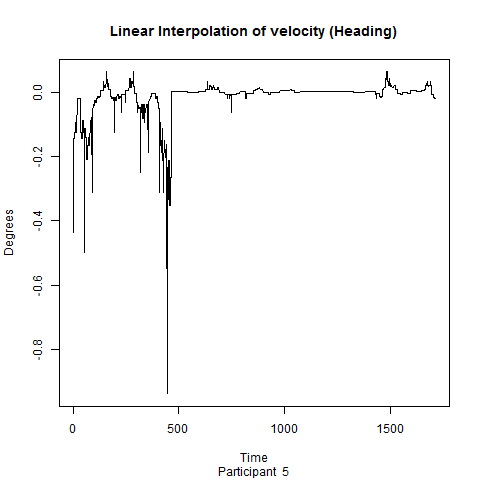 Linear Interpolation of velocity (Heading)
0.0
-0.2
-0.4
-0.6
-0.8
Degrees
0
500
1000
1500
Time
Participant 5